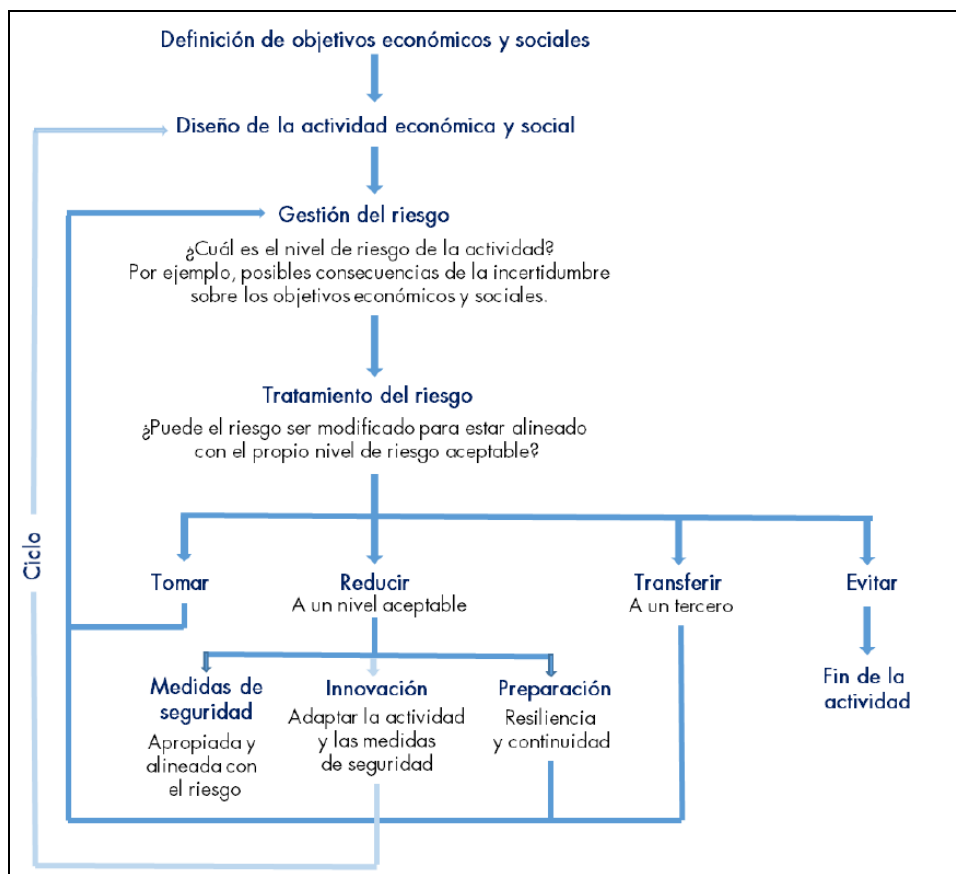 Definición de objetivos económicos y sociales
Diseño de la actividad económica y social
Gestión del riesgo
¿Cuál es el nivel de riesgo de la actividad?
Por ejemplo, posibles consecuencias de la incertidumbre
sobre los objetivos económicos y sociales.
Tratamiento del riesgo
¿Puede el riesgo ser modificado para estar alineado
con el propio nivel de riesgo aceptable?
Ciclo
Tomar
Reducir
A un nivel aceptable
Transferir
A un tercero
Evitar
Medidas de
seguridad
Apropiada y
alineada con
el riesgo
Innovación
Adaptar la actividad
y las medidas
de seguridad
Preparación
Resiliencia
y continuidad
Fin de la
actividad